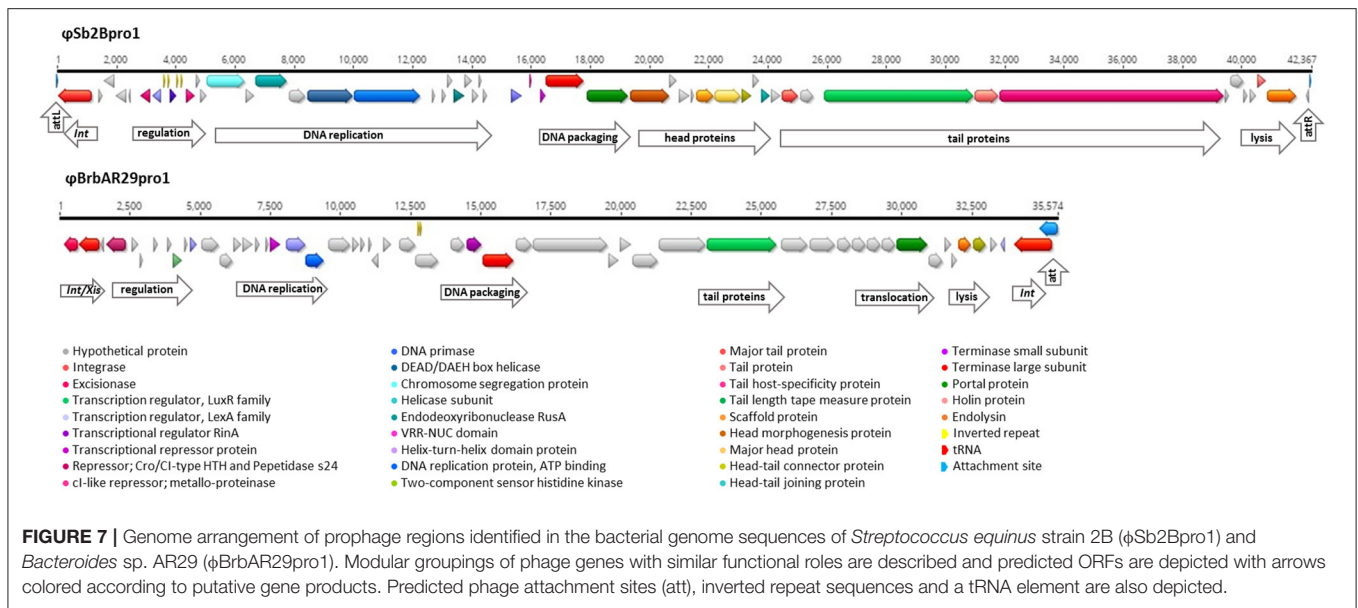 φSb2Bpro1
1 2,000 4,000 6,000 8,000 10,000 12,000 14,000 16,000 18,000 20,000 22,000 24,000 26,000 28,000 30,000 32,000 34,000 36,000 38,000 40,000 42,367
attL Int regulation DNA replication DNA packaging head proteins tail proteins lysis attR
φBrbAR29pro1
1 2,500 5,000 7,500 10,000 12,500 15,000 17,500 20,000 22,500 25,000 27,500 30,000 32,500 35,574
Int/Xis regulation DNA replication DNA packaging tail proteins translocation lysis Int att
Hypothetical protein
Integrase
Excisionase
Transcription regulator, LuxR family
Transcription regulator, LexA family
Transcriptional regulator RinA
Transcriptional repressor protein
Repressor; Cro/CI-type HTH and Pepetidase s24
cI-like repressor; metallo-proteinase
DNA primase
DEAD/DAEH box helicase
Chromosome segregation protein
Helicase subunit
Endodeoxyribonuclease RusA
VRR-NUC domain
Helix-turn-helix domain protein
DNA replication protein, ATP binding
Two-component sensor histidine kinase
Major tail protein
Tail protein
Tail host-specificity protein
Tail length tape measure protein
Scaffold protein
Head morphogenesis protein
Major head protein
Head-tail connector protein
Head-tail joining protein
Terminase small subunit
Terminase large subunit
Portal protein
Holin protein
Endolysin
Inverted repeat
tRNA
Attachment site
FIGURE 7 | Genome arrangement of prophage regions identified in the bacterial genome sequences of Streptococcus equinus strain 2B (φSb2Bpro1) and
Bacteroides sp. AR29 (φBrbAR29pro1). Modular groupings of phage genes with similar functional roles are described and predicted ORFs are depicted with arrows
colored according to putative gene products. Predicted phage attachment sites (att), inverted repeat sequences and a tRNA element are also depicted.